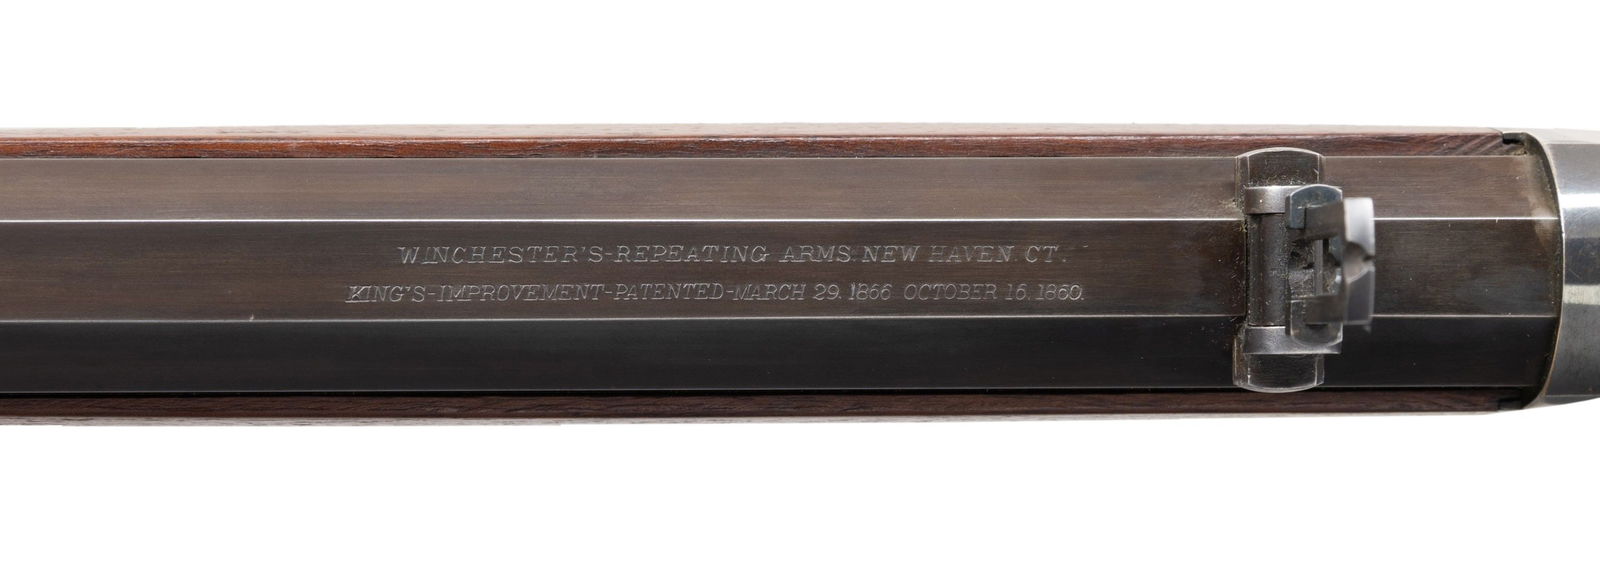 WINCHESTER'S-REPEATING ARMS. NEW HAVEN. CT.
KING'S-IMPROVEMENT-PATENTED-MARCH 29. 1866 OCTOBER 16. 1860.